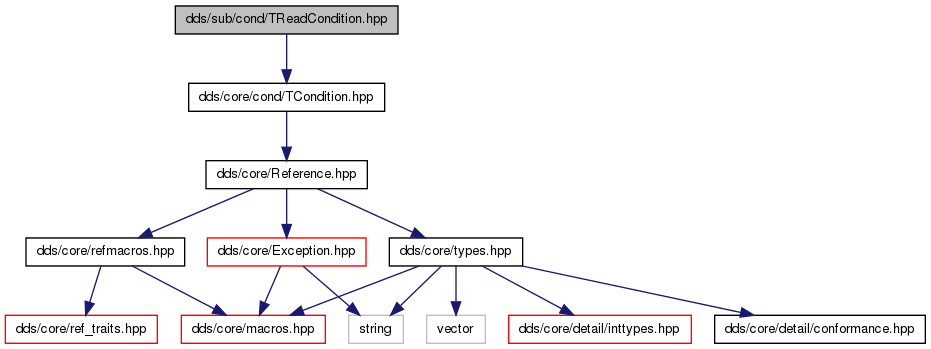 dds/sub/cond/TReadCondition.hpp
dds/core/cond/TCondition.hpp
dds/core/Reference.hpp
dds/core/refmacros.hpp
dds/core/Exception.hpp
dds/core/types.hpp
dds/core/ref_traits.hpp
dds/core/macros.hpp
string
vector
dds/core/detail/inttypes.hpp
dds/core/detail/conformance.hpp